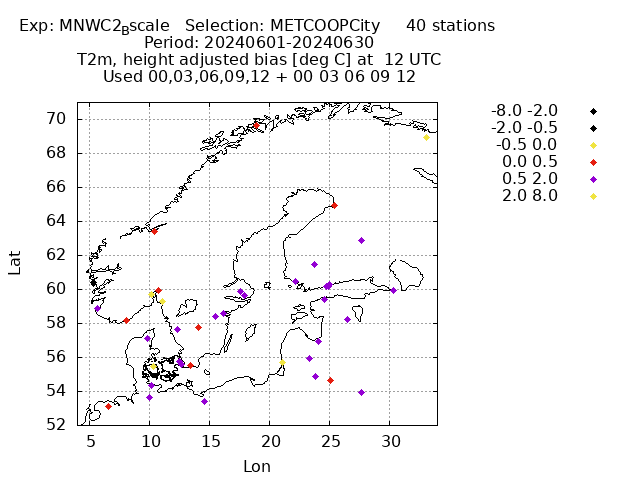 Exp: MNWC2_Bscale   Selection: METCOOPCity     40 stations
Period: 20240601-20240630
T2m, height adjusted bias [deg C] at  12 UTC
Used 00,03,06,09,12 + 00 03 06 09 12
-8.0 -2.0
-2.0 -0.5
-0.5 0.0
0.0 0.5
0.5 2.0
2.0 8.0
70
68
66
64
62
60
58
56
54
52
Lat
5 10 15 20 25 30
Lon